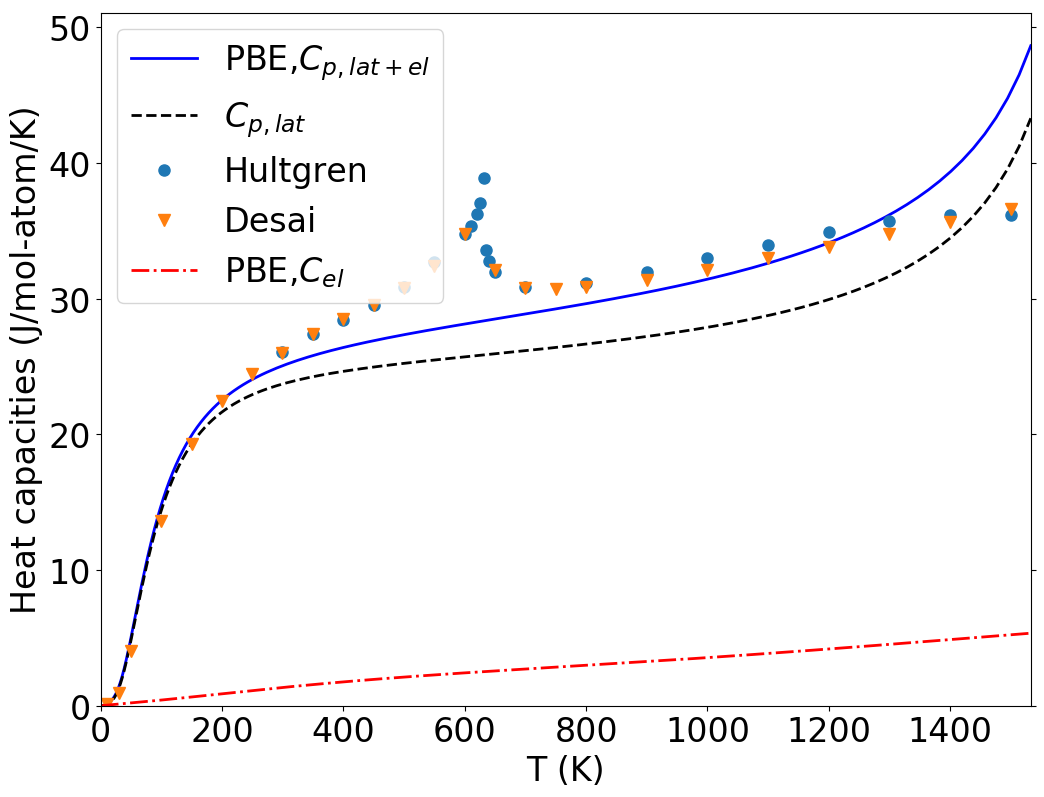 PBE,C_{p,lat+el}
C_{p,lat}
Hultgren
Desai
PBE,C_{el}
Heat capacities (J/mol-atom/K)
50
40
30
20
10
0
0 200 400 600 800 1000 1200 1400
T (K)